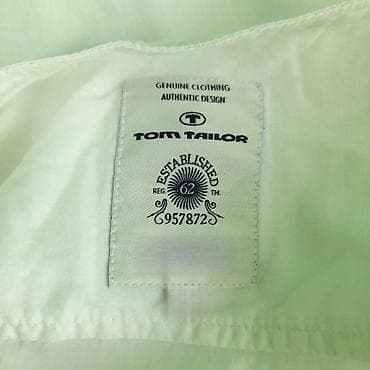 GENUINE CLOTHING
AUTHENTIC DESIGN
T
TOM TAILOR
ESTABLISHED
REG. 62 TM.
957872